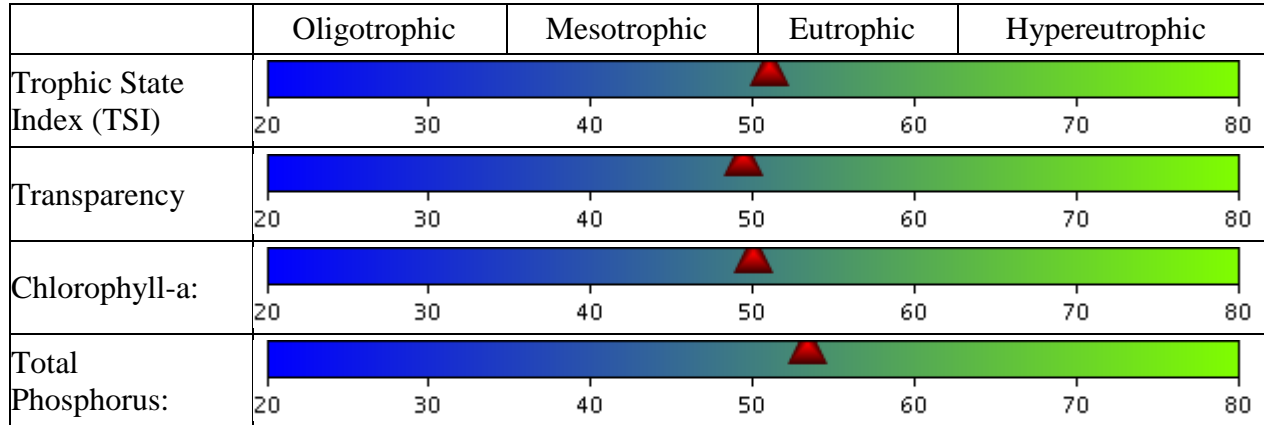 Oligotrophic Mesotrophic Eutrophic Hypereutrophic
Trophic State
Index (TSI)
20 30 40 50 60 70 80
Transparency
20 30 40 50 60 70 80
Chlorophyll-a:
20 30 40 50 60 70 80
Total
Phosphorus:
20 30 40 50 60 70 80